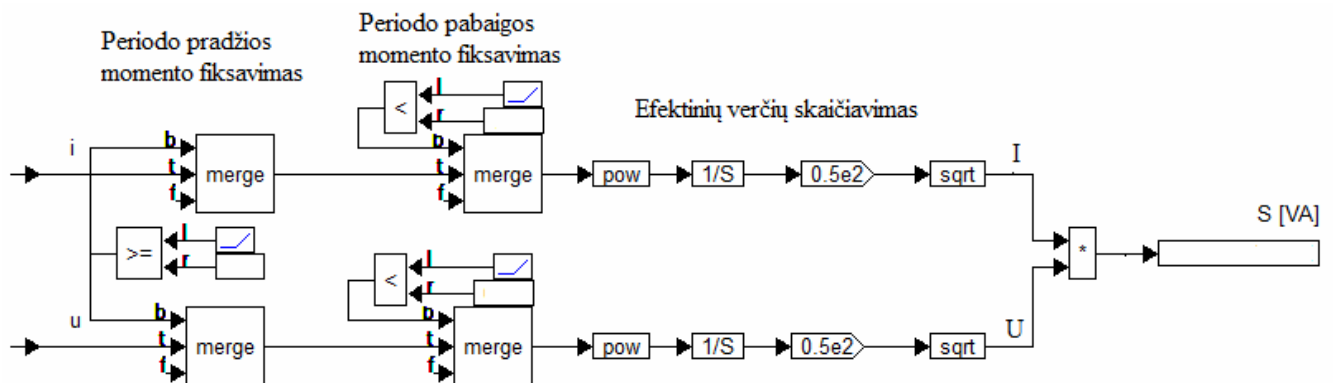 Periodo pradžios
momento fiksavimas
Periodo pabaigos
momento fiksavimas
Efektinių verčių skaičiavimas
< l
r
i b
t merge
f
b
t merge
f
pow 1/S 0.5e2 sqrt I
>= l
r
S [VA]
*
< l
r
u b
t merge
f
b
t merge
f
pow 1/S 0.5e2 sqrt U